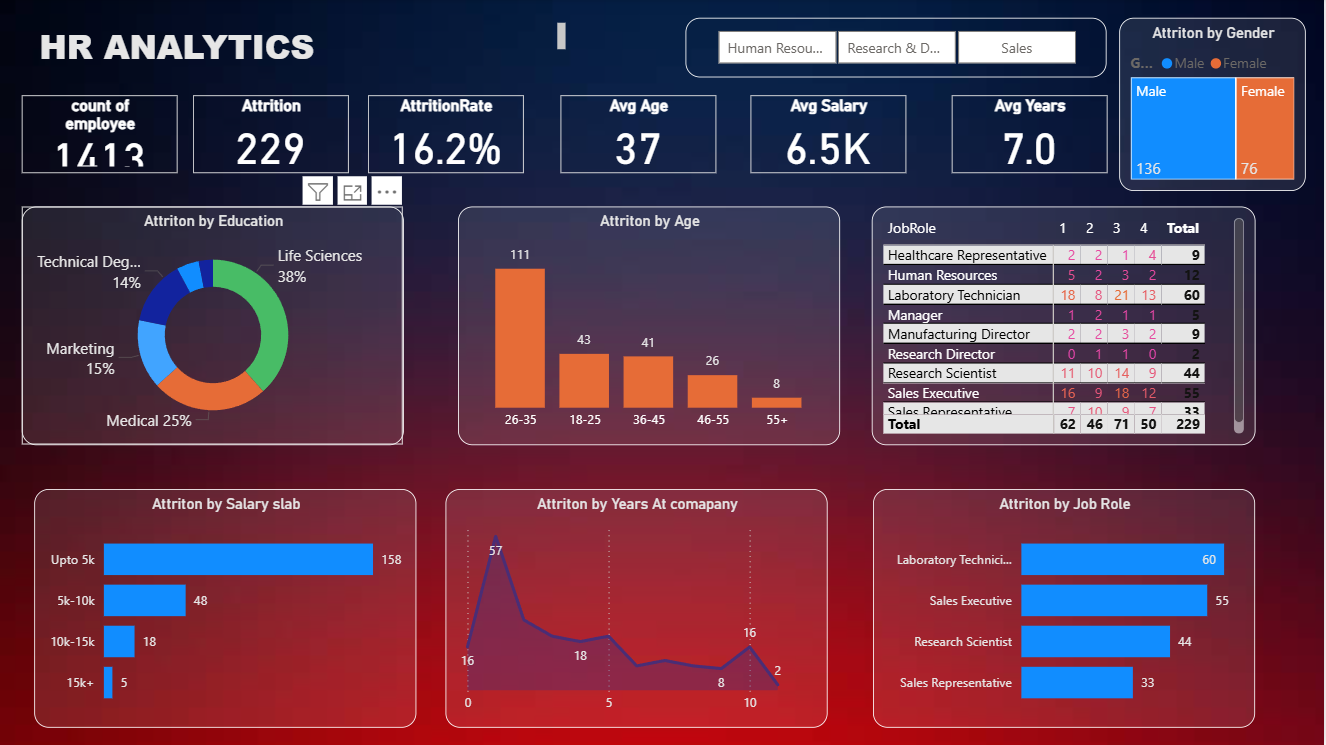 HR ANALYTICS
Human Resou...
Research & D...
Sales
Attriton by Gender
G...
Male
Female
Male
136
Female
76
count of
employee
1413
Attrition
229
AttritionRate
16.2%
Avg Age
37
Avg Salary
6.5K
Avg Years
7.0
Attriton by Education
Life Sciences
38%
Technical Deg...
14%
Marketing
15%
Medical 25%
Attriton by Age
111
43
41
26
8
26-35
18-25
36-45
46-55
55+
JobRole 1 2 3 4 Total
Healthcare Representative 2 2 1 4 9
Human Resources 5 2 3 2 12
Laboratory Technician 18 8 21 13 60
Manager 1 2 1 1 5
Manufacturing Director 2 2 3 2 9
Research Director 0 1 1 0 2
Research Scientist 11 10 14 9 44
Sales Executive 16 9 18 12 55
Sales Representative 7 10 9 7 33
Total 62 46 71 50 229
Attriton by Salary slab
Upto 5k 158
5k-10k 48
10k-15k 18
15k+ 5
Attriton by Years At comapany
57
16
18
8
16
2
0
5
10
Attriton by Job Role
Laboratory Technici... 60
Sales Executive 55
Research Scientist 44
Sales Representative 33